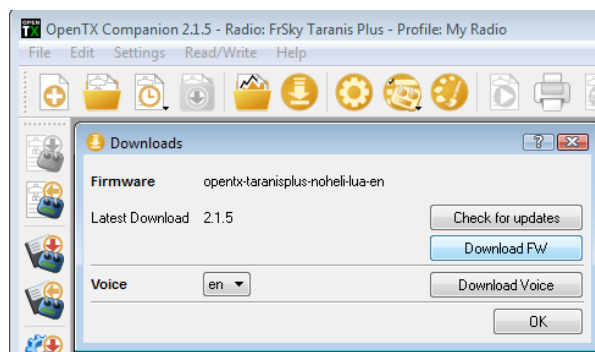 OPEN TX OpenTX Companion 2.1.5 - Radio: FrSky Taranis Plus - Profile: My Radio
File Edit Settings Read/Write Help
Downloads
Firmware opentx-taranisplus-noheli-lua-en
Latest Download 2.1.5 Check for updates
Download FW
Voice en Download Voice
OK